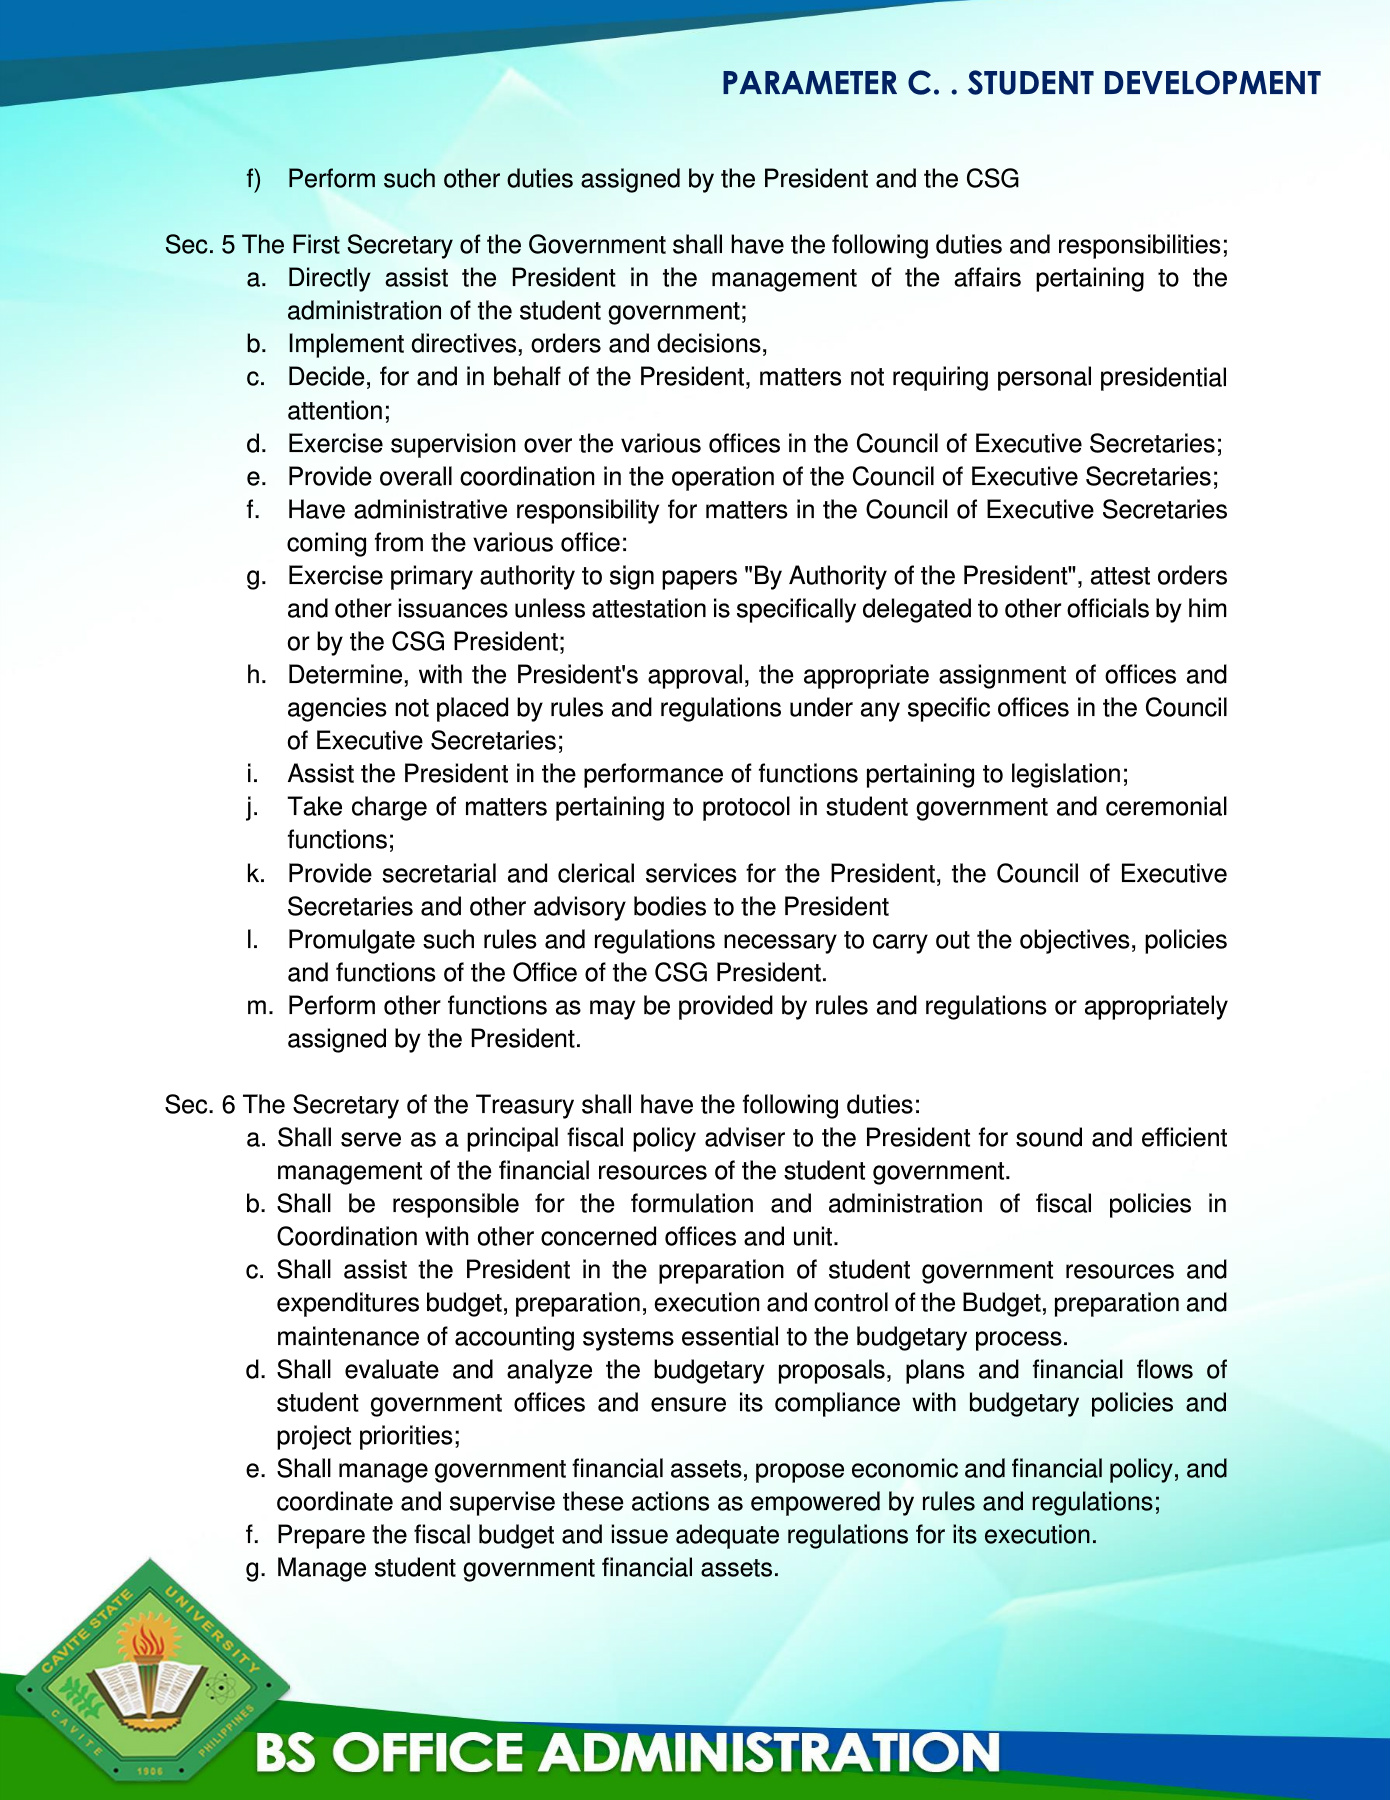 PARAMETER C. . STUDENT DEVELOPMENT
f) Perform such other duties assigned by the President and the CSG
Sec. 5 The First Secretary of the Government shall have the following duties and responsibilities;
a. Directly assist the President in the management of the affairs pertaining to the
administration of the student government;
b. Implement directives, orders and decisions,
c. Decide, for and in behalf of the President, matters not requiring personal presidential
attention;
d. Exercise supervision over the various offices in the Council of Executive Secretaries;
e. Provide overall coordination in the operation of the Council of Executive Secretaries;
f. Have administrative responsibility for matters in the Council of Executive Secretaries
coming from the various office:
g. Exercise primary authority to sign papers "By Authority of the President", attest orders
and other issuances unless attestation is specifically delegated to other officials by him
or by the CSG President;
h. Determine, with the President's approval, the appropriate assignment of offices and
agencies not placed by rules and regulations under any specific offices in the Council
of Executive Secretaries;
i. Assist the President in the performance of functions pertaining to legislation;
j. Take charge of matters pertaining to protocol in student government and ceremonial
functions;
k. Provide secretarial and clerical services for the President, the Council of Executive
Secretaries and other advisory bodies to the President
l. Promulgate such rules and regulations necessary to carry out the objectives, policies
and functions of the Office of the CSG President.
m. Perform other functions as may be provided by rules and regulations or appropriately
assigned by the President.
Sec. 6 The Secretary of the Treasury shall have the following duties:
a. Shall serve as a principal fiscal policy adviser to the President for sound and efficient
management of the financial resources of the student government.
b. Shall be responsible for the formulation and administration of fiscal policies in
Coordination with other concerned offices and unit.
c. Shall assist the President in the preparation of student government resources and
expenditures budget, preparation, execution and control of the Budget, preparation and
maintenance of accounting systems essential to the budgetary process.
d. Shall evaluate and analyze the budgetary proposals, plans and financial flows of
student government offices and ensure its compliance with budgetary policies and
project priorities;
e. Shall manage government financial assets, propose economic and financial policy, and
coordinate and supervise these actions as empowered by rules and regulations;
f. Prepare the fiscal budget and issue adequate regulations for its execution.
g. Manage student government financial assets.
CAVITE STATE UNIVERSITY
CAVITE 1906 PHILIPPINES
BS OFFICE ADMINISTRATION